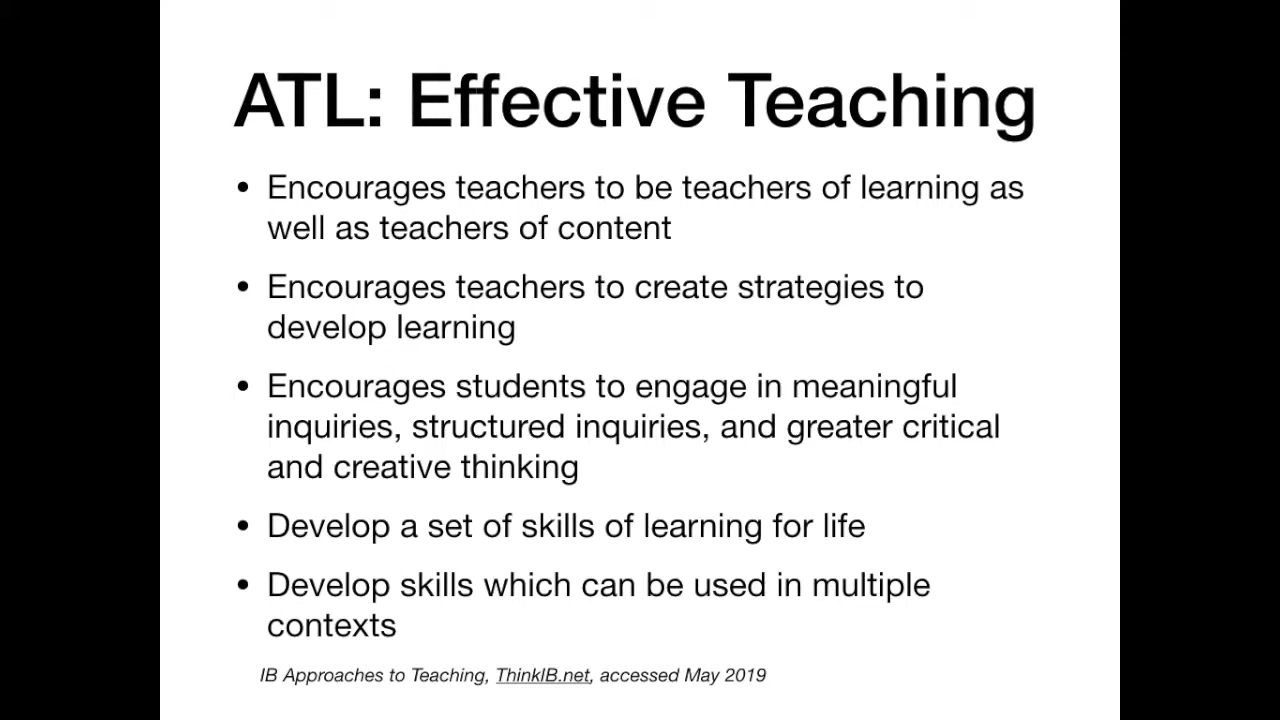 ATL: Effective Teaching
• Encourages teachers to be teachers of learning as
well as teachers of content
• Encourages teachers to create strategies to
develop learning
• Encourages students to engage in meaningful
inquiries, structured inquiries, and greater critical
and creative thinking
• Develop a set of skills of learning for life
• Develop skills which can be used in multiple
contexts
IB Approaches to Teaching, ThinkIB.net, accessed May 2019